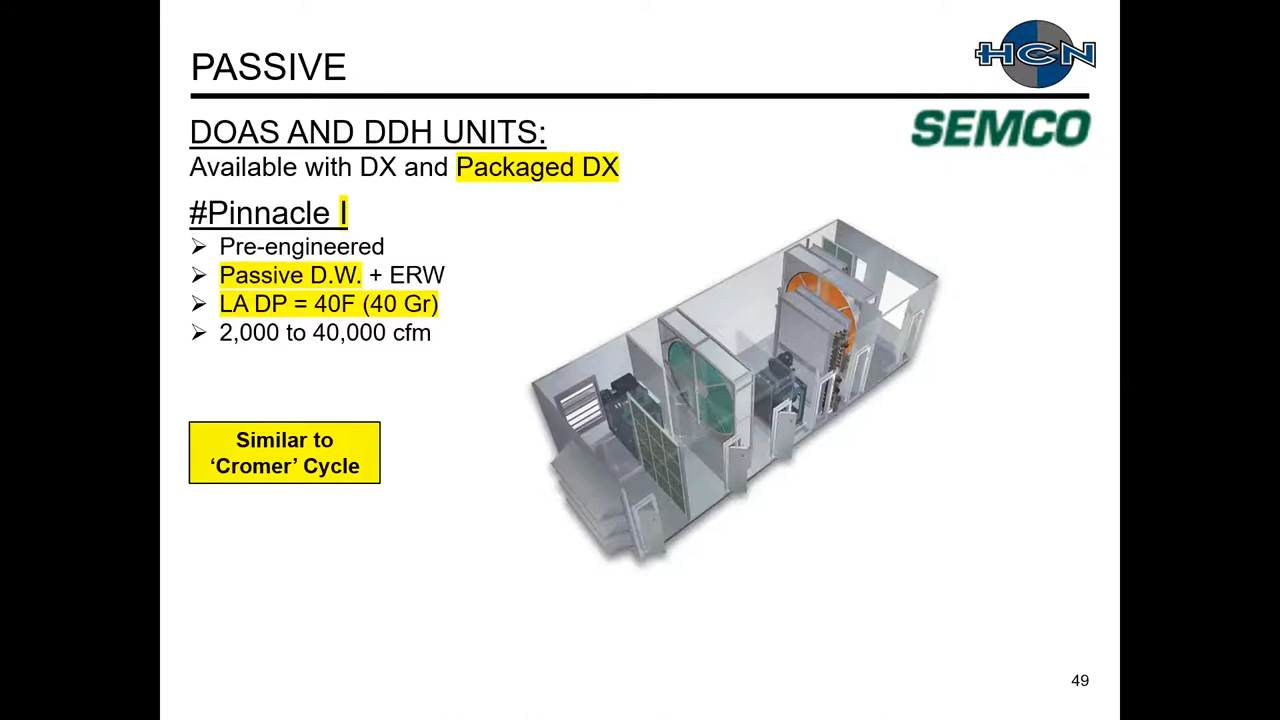 PASSIVE
HCN
SEMCO
DOAS AND DDH UNITS:
Available with DX and Packaged DX
#Pinnacle I
➢ Pre-engineered
➢ Passive D.W. + ERW
➢ LA DP = 40F (40 Gr)
➢ 2,000 to 40,000 cfm
Similar to
‘Cromer’ Cycle
49